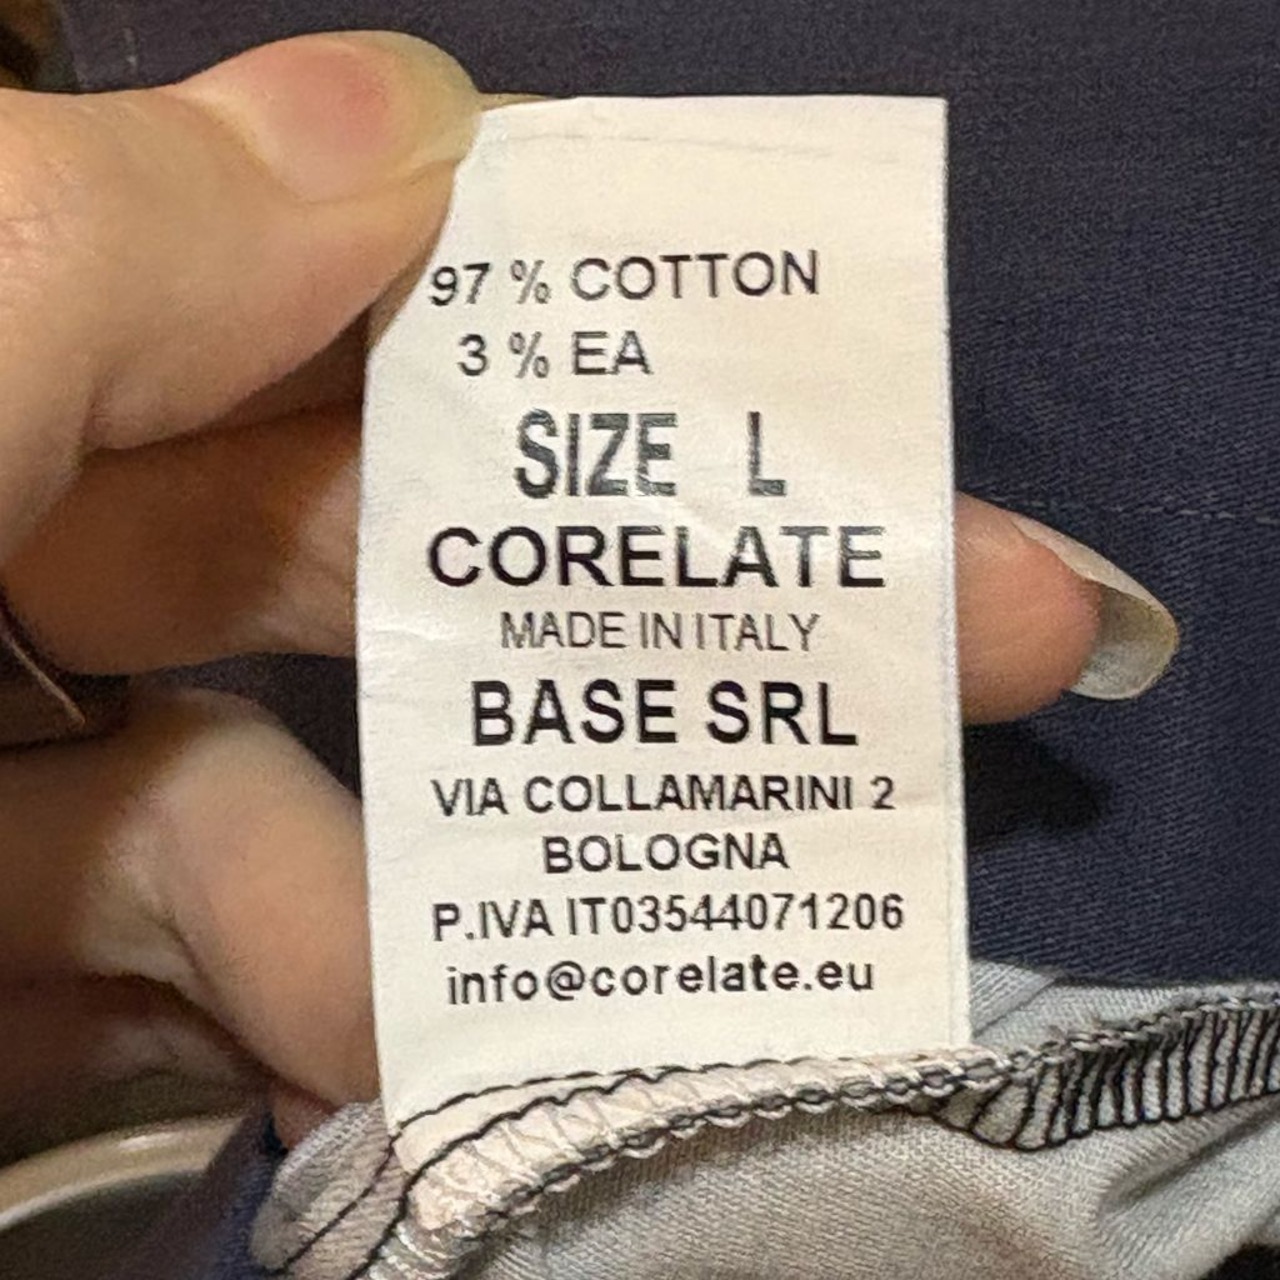 97 % COTTON
3 % EA
SIZE L
CORELATE
MADE IN ITALY
BASE SRL
VIA COLLAMARINI 2
BOLOGNA
P.IVA IT03544071206
info@corelate.eu